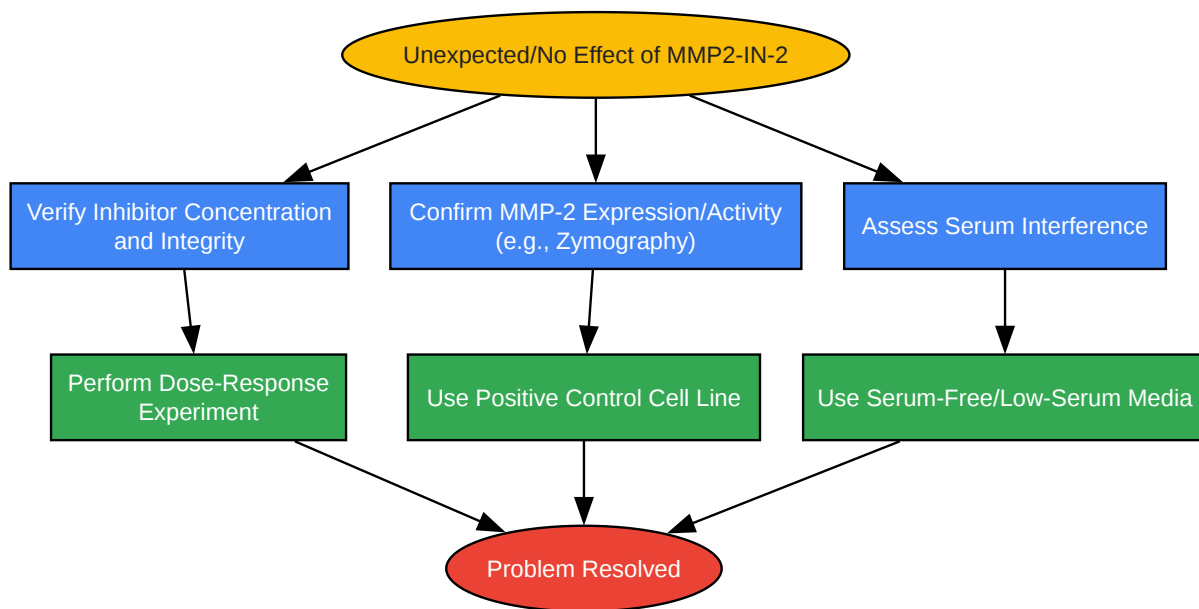 Unexpected/No Effect of MMP2-IN-2
Verify Inhibitor Concentration
and Integrity
Confirm MMP-2 Expression/Activity
(e.g., Zymography)
Assess Serum Interference
Perform Dose-Response
Experiment
Use Positive Control Cell Line
Use Serum-Free/Low-Serum Media
Problem Resolved